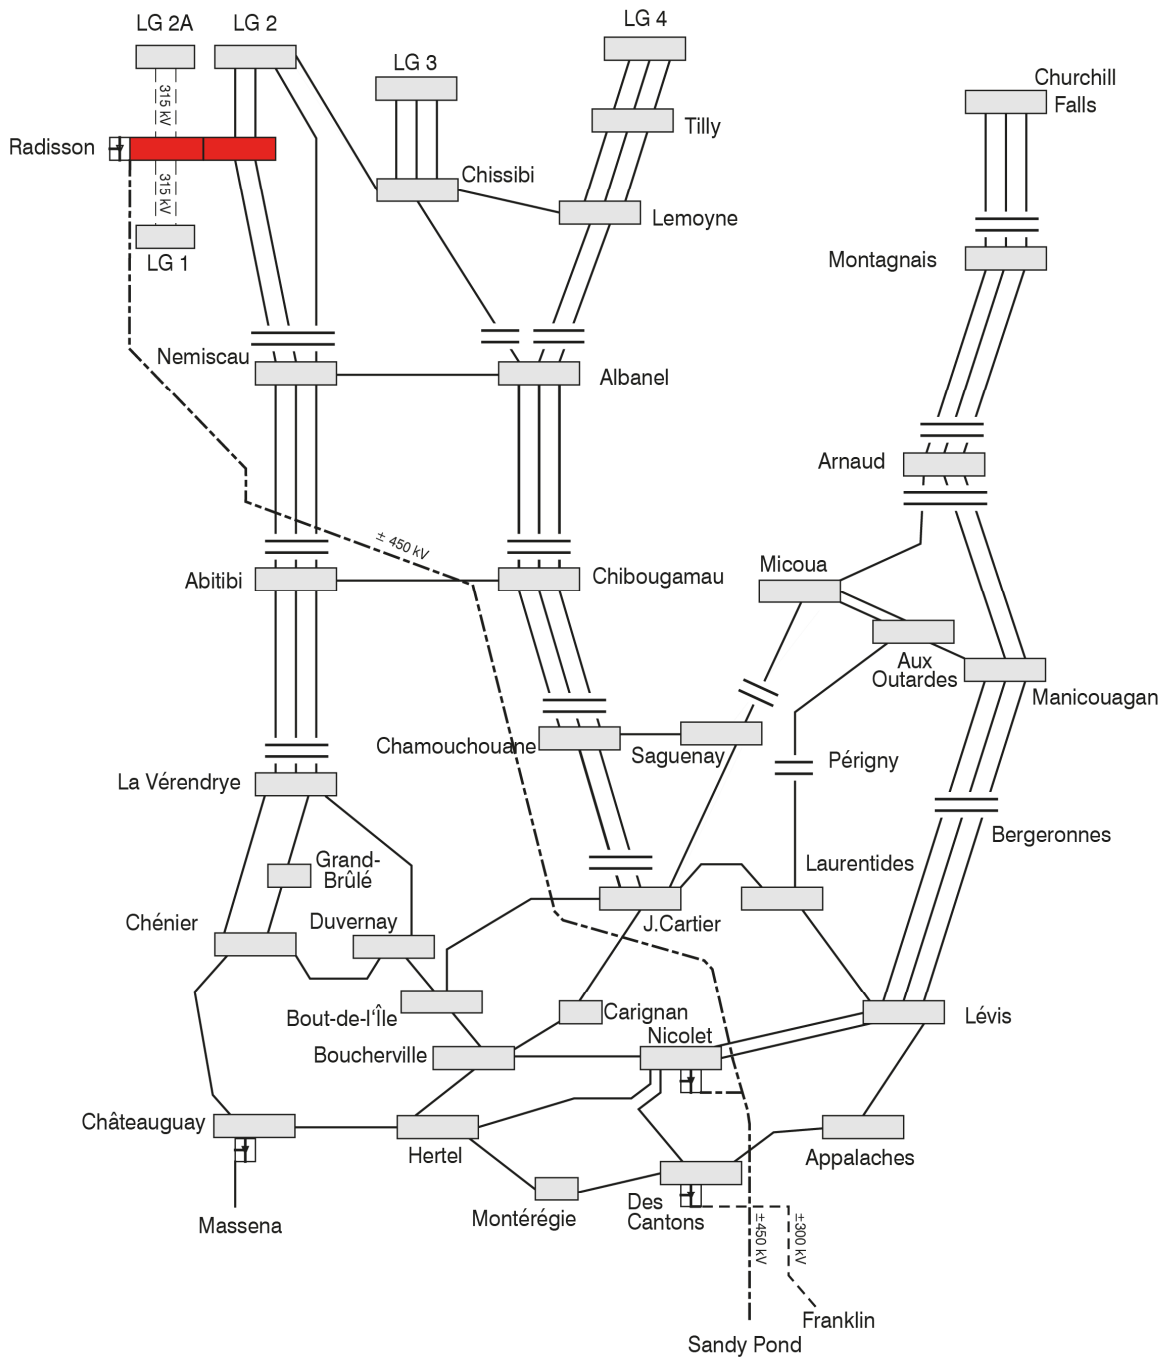 LG 2A
LG 2
LG 4
LG 3
Churchill
Falls
315 kV
Tilly
Radisson
Chissibi
315 kV
Lemoyne
LG 1
Montagnais
Nemiscau
Albanel
Arnaud
± 450 kV
Micoua
Abitibi
Chibougamau
Aux
Outardes
Manicouagan
Chamouchouane
Saguenay
Périgny
La Vérendrye
Bergeronnes
Grand-
Brûlé
Laurentides
Chénier
Duvernay
J.Cartier
Bout-de-l'Île
Carignan
Lévis
Nicolet
Boucherville
Châteauguay
Hertel
Appalaches
Des
Cantons
Montérégie
Massena
±450 kV
±300 kV
Franklin
Sandy Pond